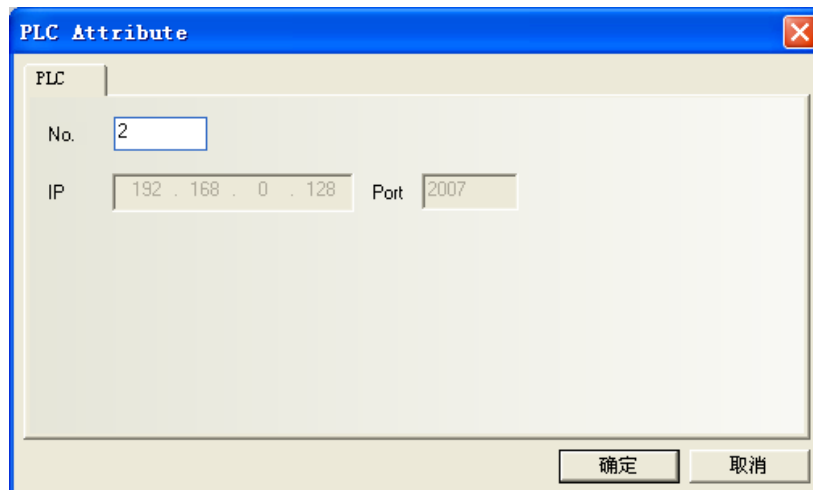 PLC Attribute
PLC
No. 2
IP 192 . 168 . 0 . 128 Port 2007
确定 取消